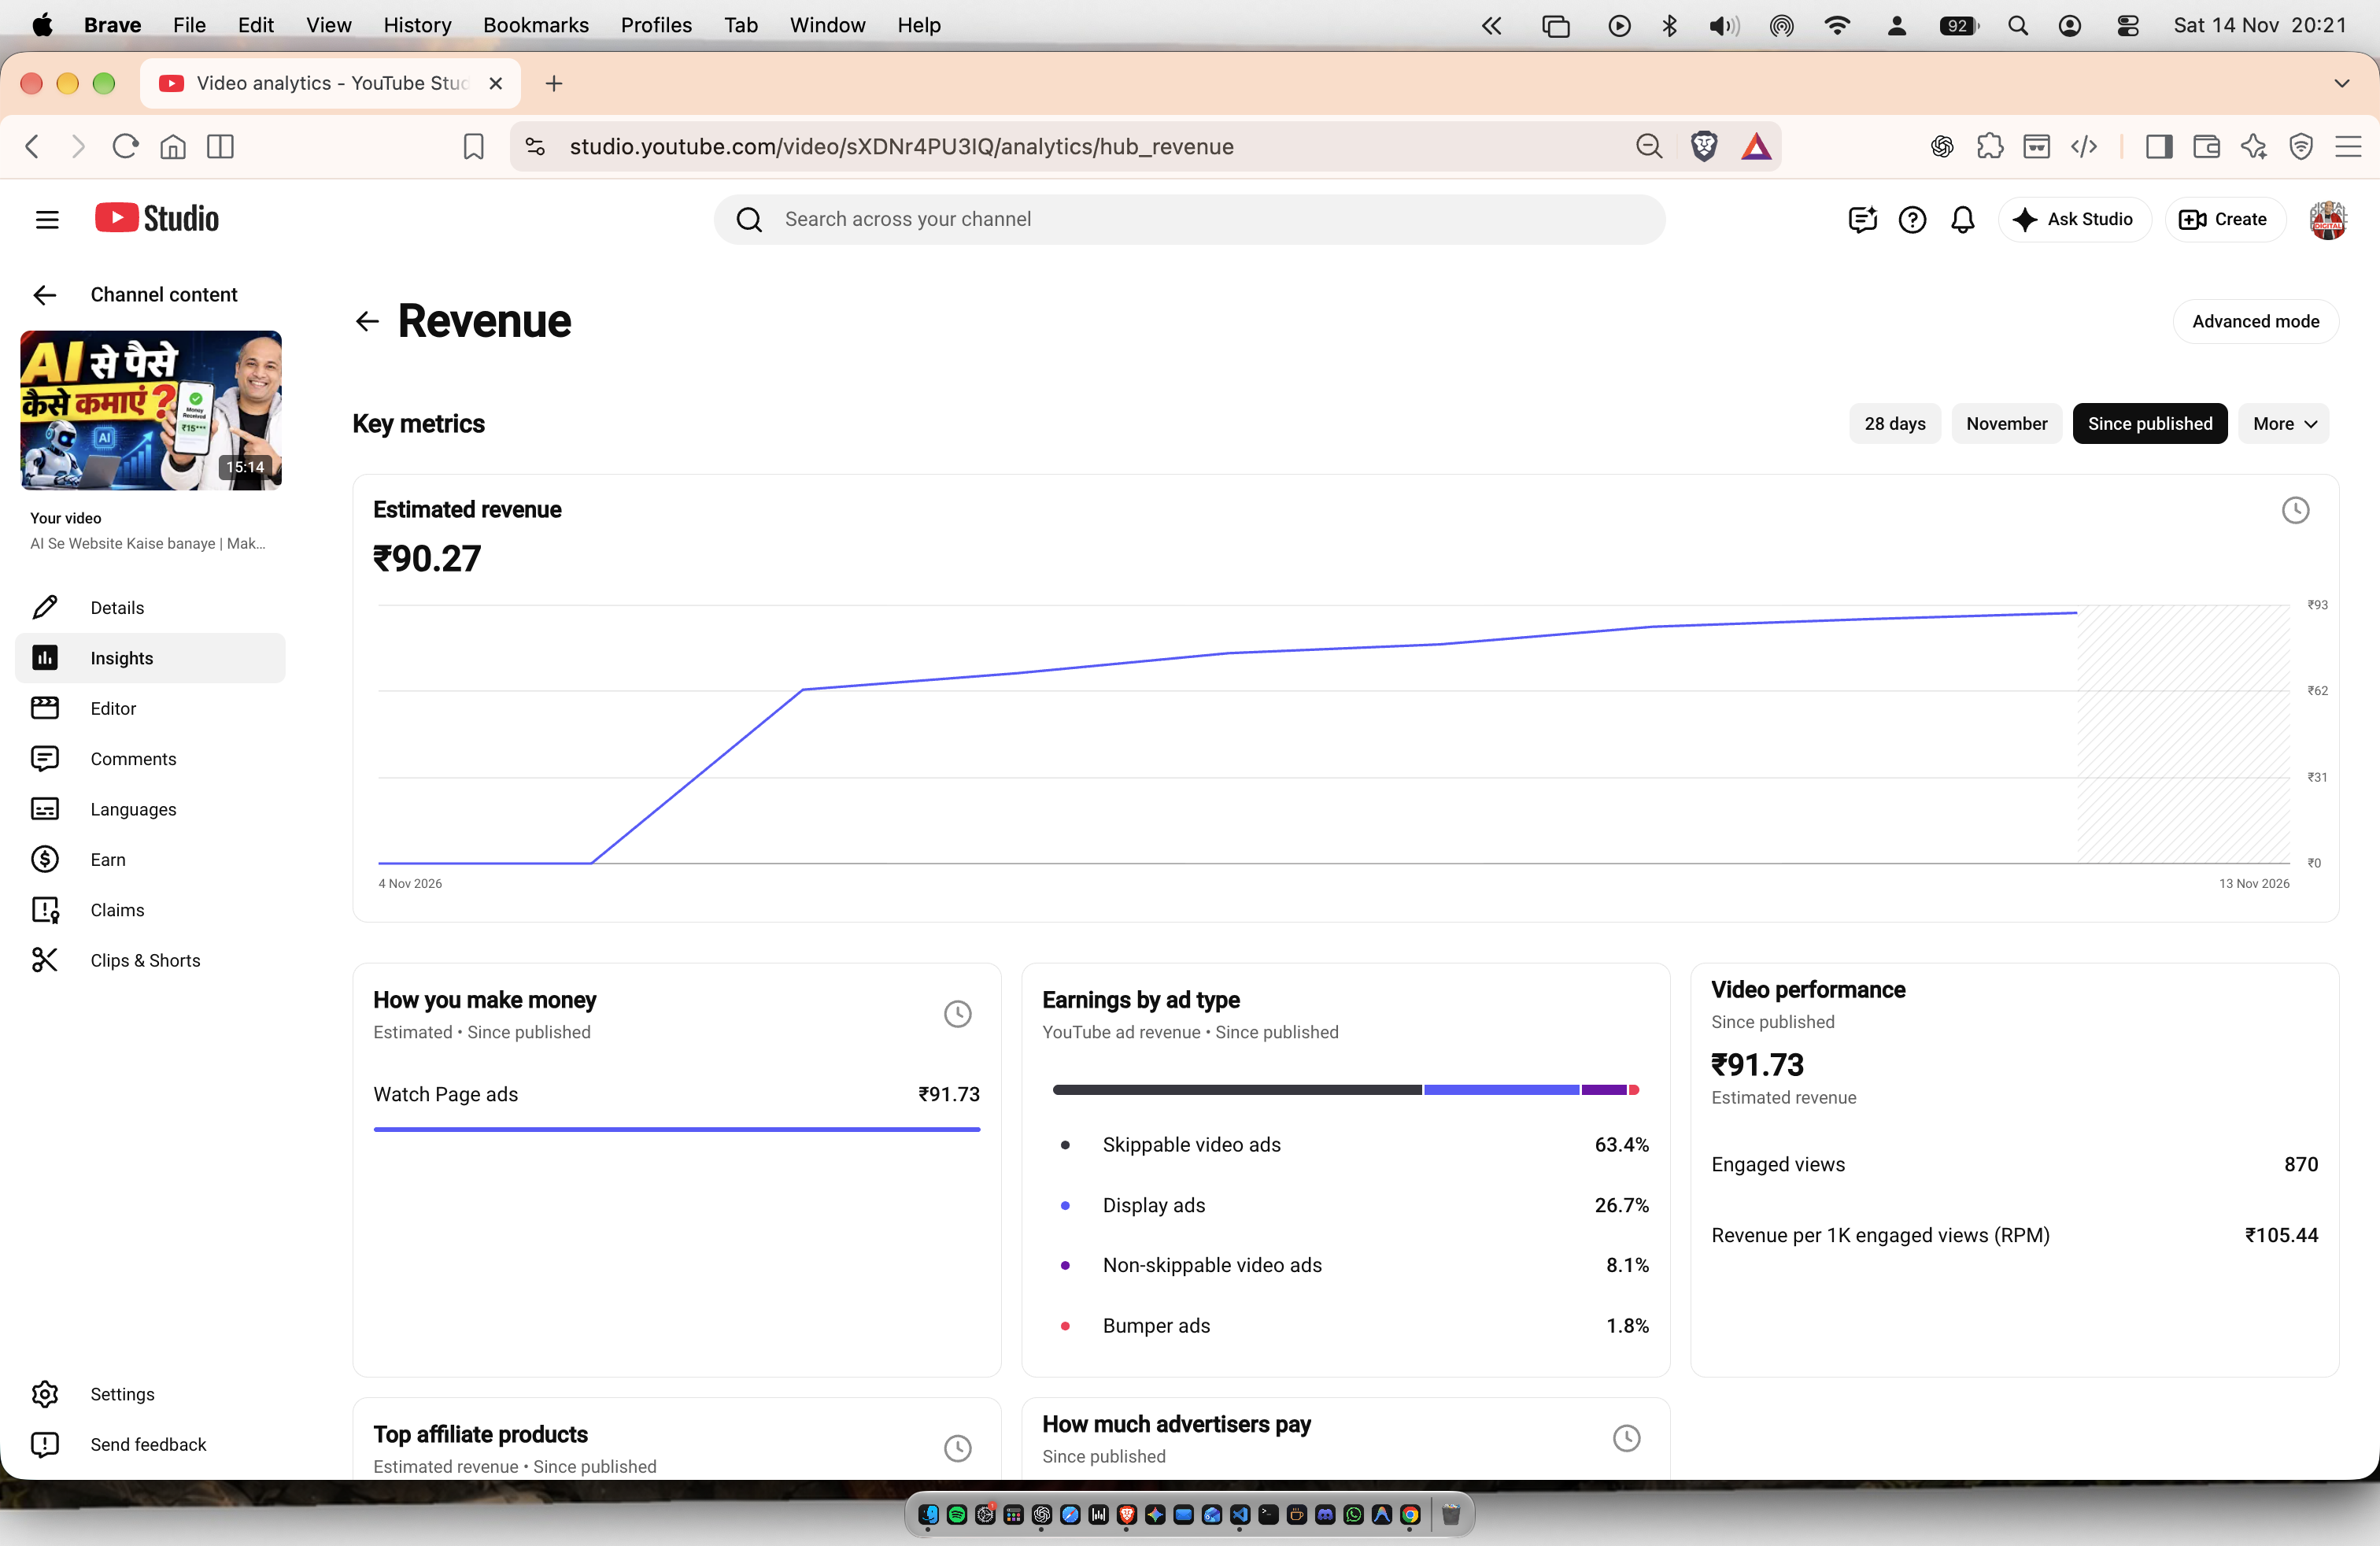 Brave File Edit View History Bookmarks Profiles Tab Window Help 92 Sat 14 Nov 20:21
Video analytics - YouTube Stud
studio.youtube.com/video/sXDNr4PU3IQ/analytics/hub_revenue
Studio
Search across your channel
Ask Studio
Create
Channel content
AI से पैसे
कैसे कमाएं ?
Money
Received
₹15***
AI
15:14
Your video
AI Se Website Kaise banaye | Mak...
Details
Insights
Editor
Comments
Languages
Earn
Claims
Clips & Shorts
Settings
Send feedback
Revenue
Advanced mode
Key metrics
28 days
November
Since published
More
Estimated revenue
₹90.27
₹93
₹62
₹31
₹0
4 Nov 2026
13 Nov 2026
How you make money
Estimated • Since published
Watch Page ads ₹91.73
Earnings by ad type
YouTube ad revenue • Since published
Skippable video ads 63.4%
Display ads 26.7%
Non-skippable video ads 8.1%
Bumper ads 1.8%
Video performance
Since published
₹91.73
Estimated revenue
Engaged views 870
Revenue per 1K engaged views (RPM) ₹105.44
Top affiliate products
Estimated revenue • Since published
How much advertisers pay
Since published